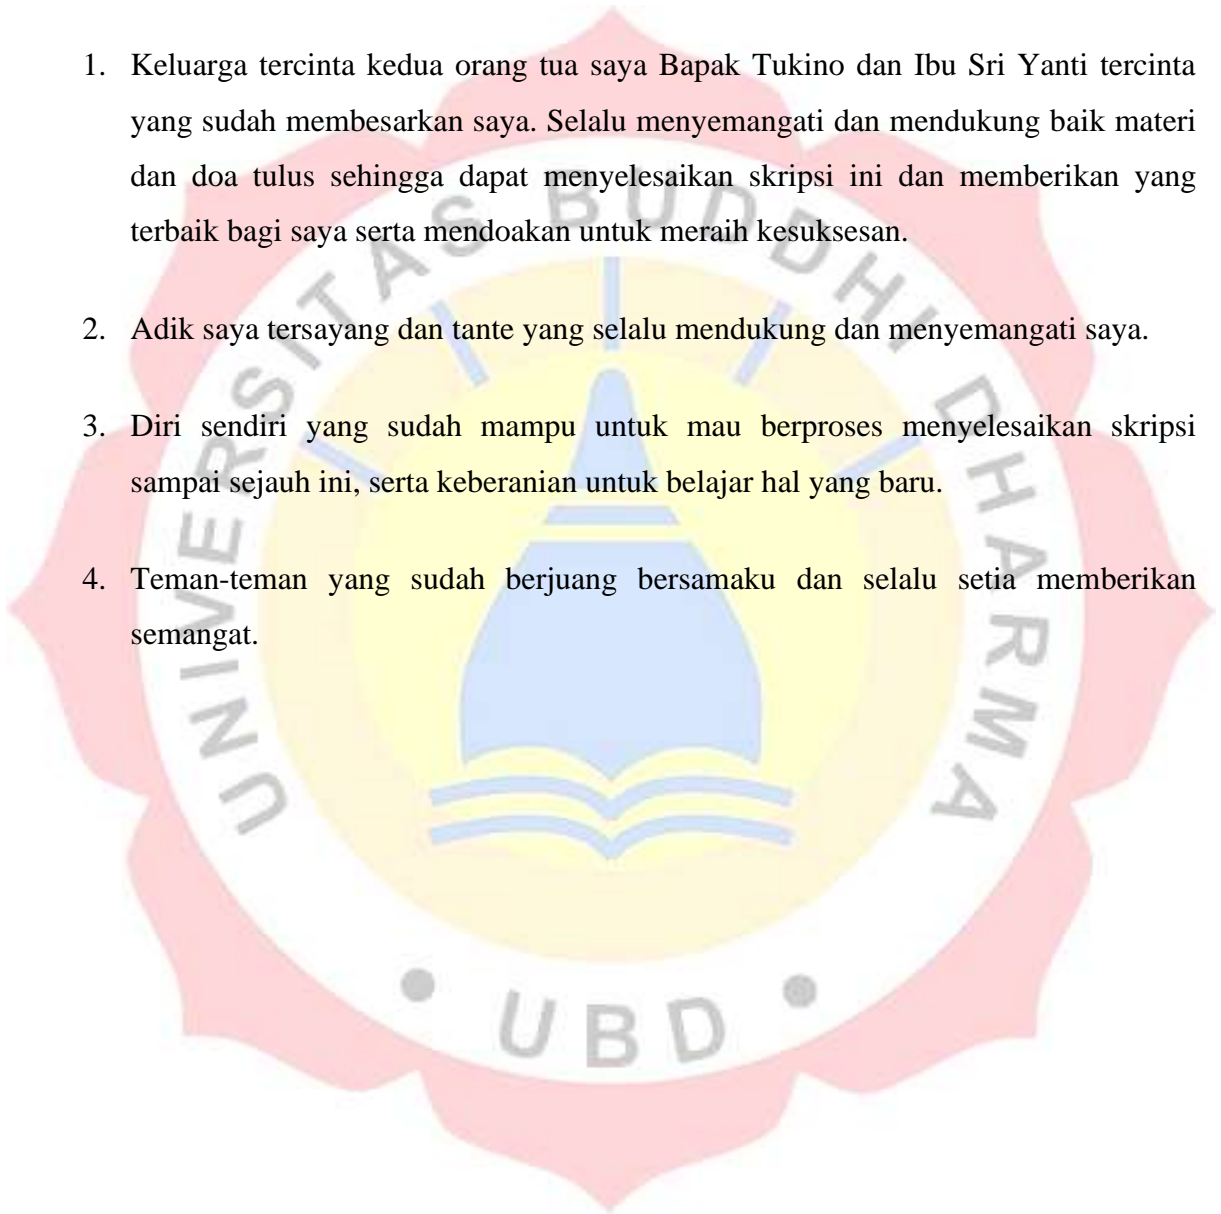 1. Keluarga tercinta kedua orang tua saya Bapak Tukino dan Ibu Sri Yanti tercinta
yang sudah membesarkan saya. Selalu menyemangati dan mendukung baik materi
dan doa tulus sehingga dapat menyelesaikan skripsi ini dan memberikan yang
terbaik bagi saya serta mendoakan untuk meraih kesuksesan.
2. Adik saya tersayang dan tante yang selalu mendukung dan menyemangati saya.
3. Diri sendiri yang sudah mampu untuk mau berproses menyelesaikan skripsi
sampai sejauh ini, serta keberanian untuk belajar hal yang baru.
4. Teman-teman yang sudah berjuang bersamaku dan selalu setia memberikan
semangat.
UNIVERSITAS BUDDHI DHARMA
• UBD •